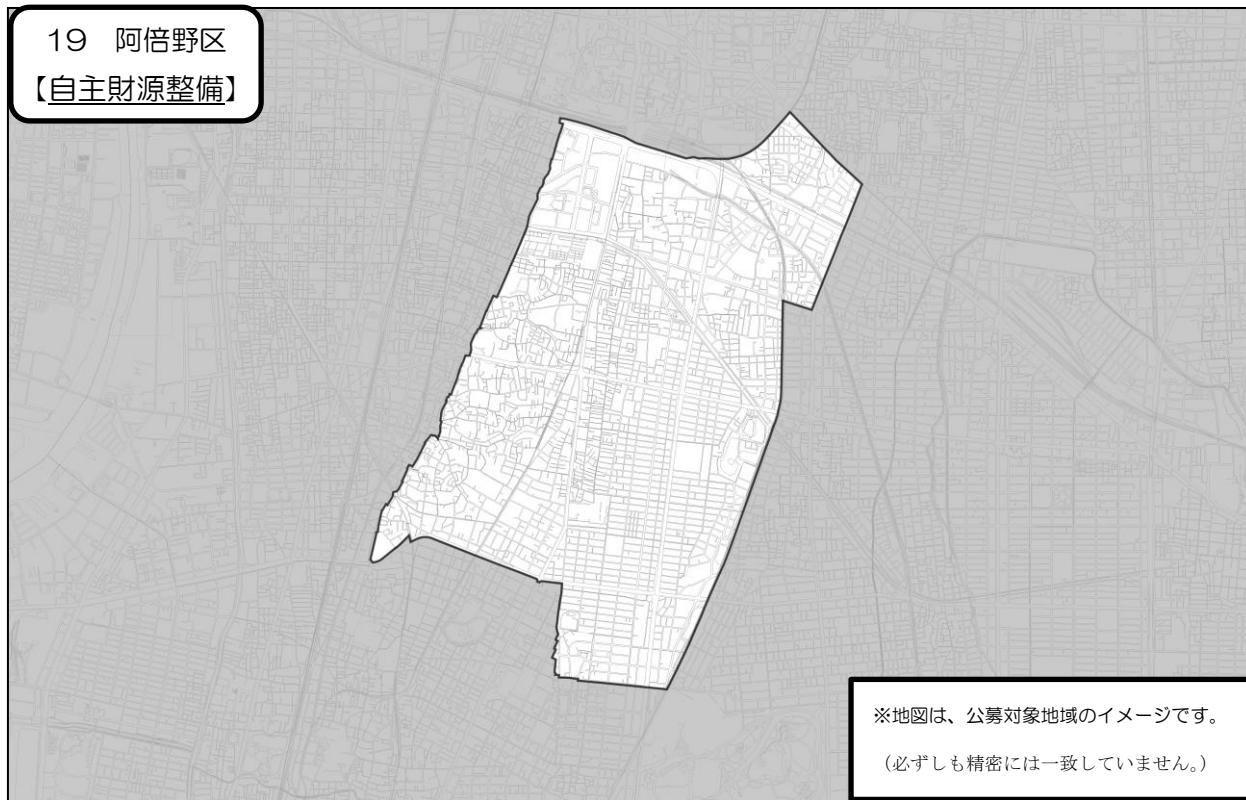 19 阿倍野区
【自主財源整備】
※地図は、公募対象地域のイメージです。
（必ずしも精密には一致していません。）